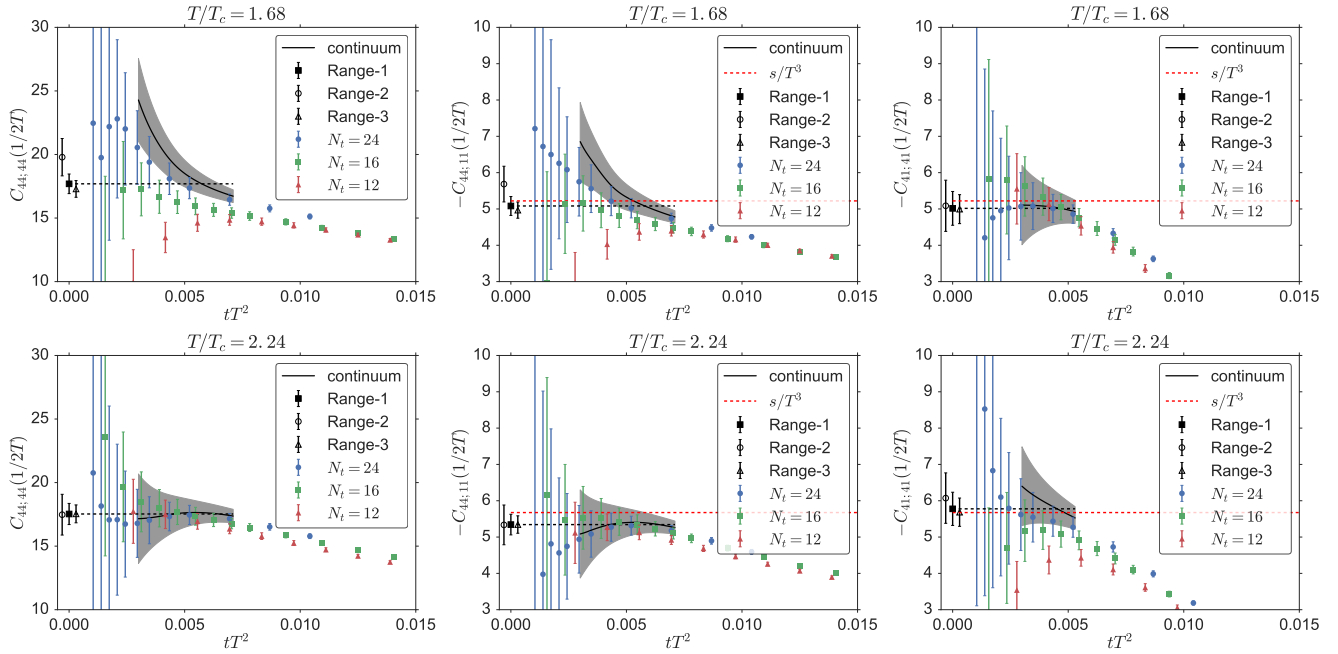 T/T_c = 1.68
C_{44;44}(1/2T)
30
25
20
15
10
continuum
Range-1
Range-2
Range-3
N_t = 24
N_t = 16
N_t = 12
0.000 0.005 0.010 0.015
tT^2
T/T_c = 1.68
−C_{44;11}(1/2T)
10
9
8
7
6
5
4
3
continuum
s/T^3
Range-1
Range-2
Range-3
N_t = 24
N_t = 16
N_t = 12
0.000 0.005 0.010 0.015
tT^2
T/T_c = 1.68
−C_{41;41}(1/2T)
10
9
8
7
6
5
4
3
continuum
s/T^3
Range-1
Range-2
Range-3
N_t = 24
N_t = 16
N_t = 12
0.000 0.005 0.010 0.015
tT^2
T/T_c = 2.24
C_{44;44}(1/2T)
30
25
20
15
10
continuum
Range-1
Range-2
Range-3
N_t = 24
N_t = 16
N_t = 12
0.000 0.005 0.010 0.015
tT^2
T/T_c = 2.24
−C_{44;11}(1/2T)
10
9
8
7
6
5
4
3
continuum
s/T^3
Range-1
Range-2
Range-3
N_t = 24
N_t = 16
N_t = 12
0.000 0.005 0.010 0.015
tT^2
T/T_c = 2.24
−C_{41;41}(1/2T)
10
9
8
7
6
5
4
3
continuum
s/T^3
Range-1
Range-2
Range-3
N_t = 24
N_t = 16
N_t = 12
0.000 0.005 0.010 0.015
tT^2